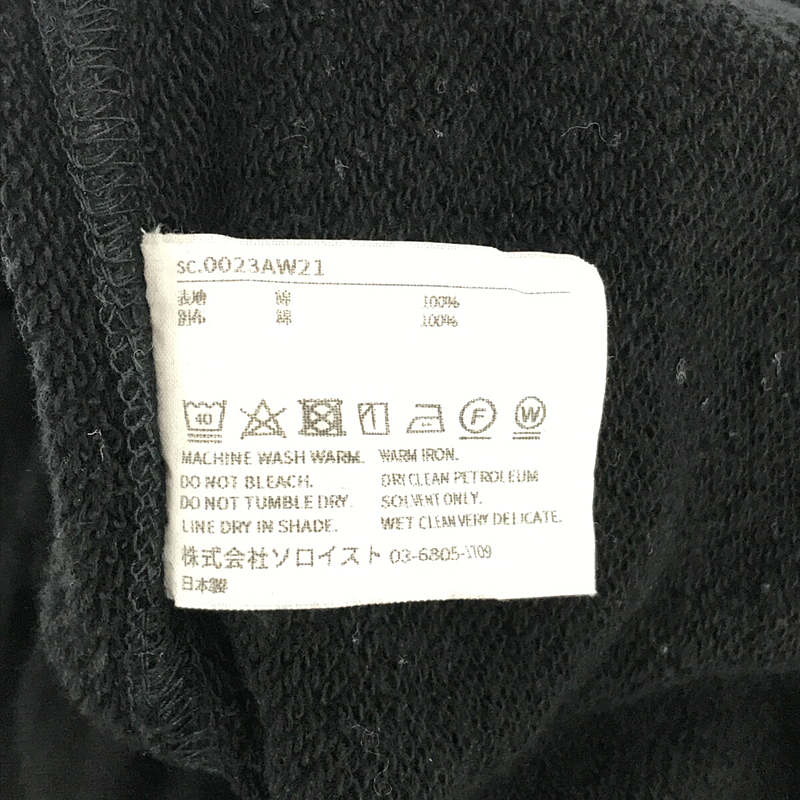 sc.0023AW21
表地 綿 100%
別布 綿 100%
40 F W
MACHINE WASH WARM. WARM IRON.
DO NOT BLEACH. DRY CLEAN PETROLEUM
DO NOT TUMBLE DRY. SOLVENT ONLY.
LINE DRY IN SHADE. WET CLEAN VERY DELICATE.
株式会社ソロイスト 03-6805-1109
日本製